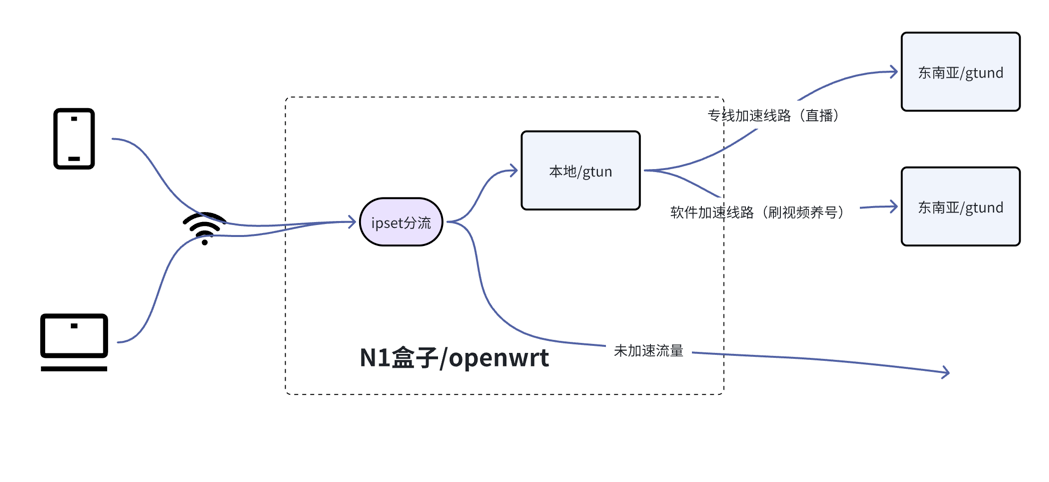 东南亚/gtund
专线加速线路（直播）
本地/gtun
东南亚/gtund
软件加速线路（刷视频养号）
ipset分流
未加速流量
N1盒子/openwrt